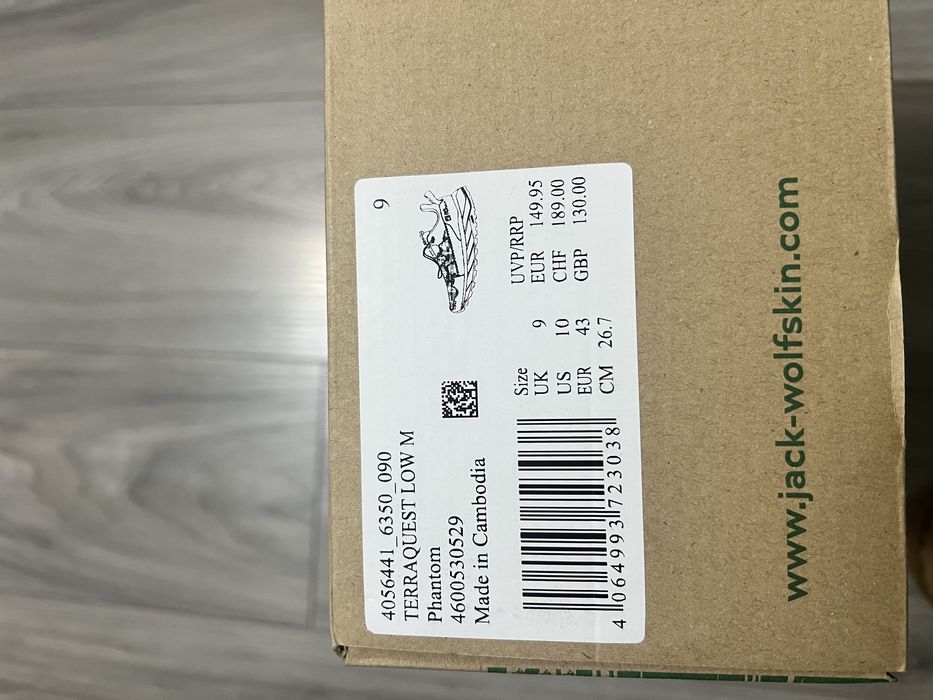 4056441_6350_090 9
TERRAQUEST LOW M
Phantom
4600530529
Made in Cambodia
Size UVP/RRP
UK 9 EUR 149.95
US 10 CHF 189.00
EUR 43 GBP 130.00
CM 26.7
4 064993 723038
www.jack-wolfskin.com